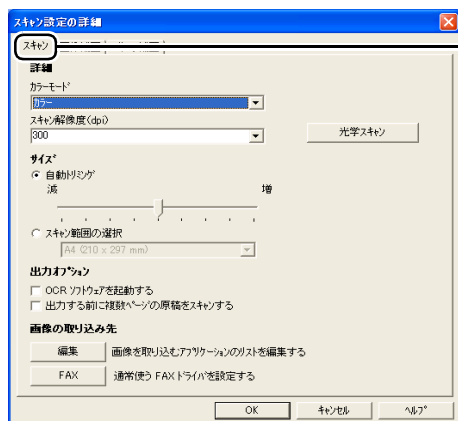 スキャン設定の詳細
スキャン
詳細
カラーモード
カラー
スキャン解像度(dpi)
300
光学スキャン
サイズ
自動トリミング
減 増
スキャン範囲の選択
A4 (210 x 297 mm)
出力オプション
OCR ソフトウェアを起動する
出力する前に複数ページの原稿をスキャンする
画像の取り込み先
編集 画像を取り込むアプリケーションのリストを編集する
FAX 通常使う FAXドライバを設定する
OK キャンセル ヘルプ